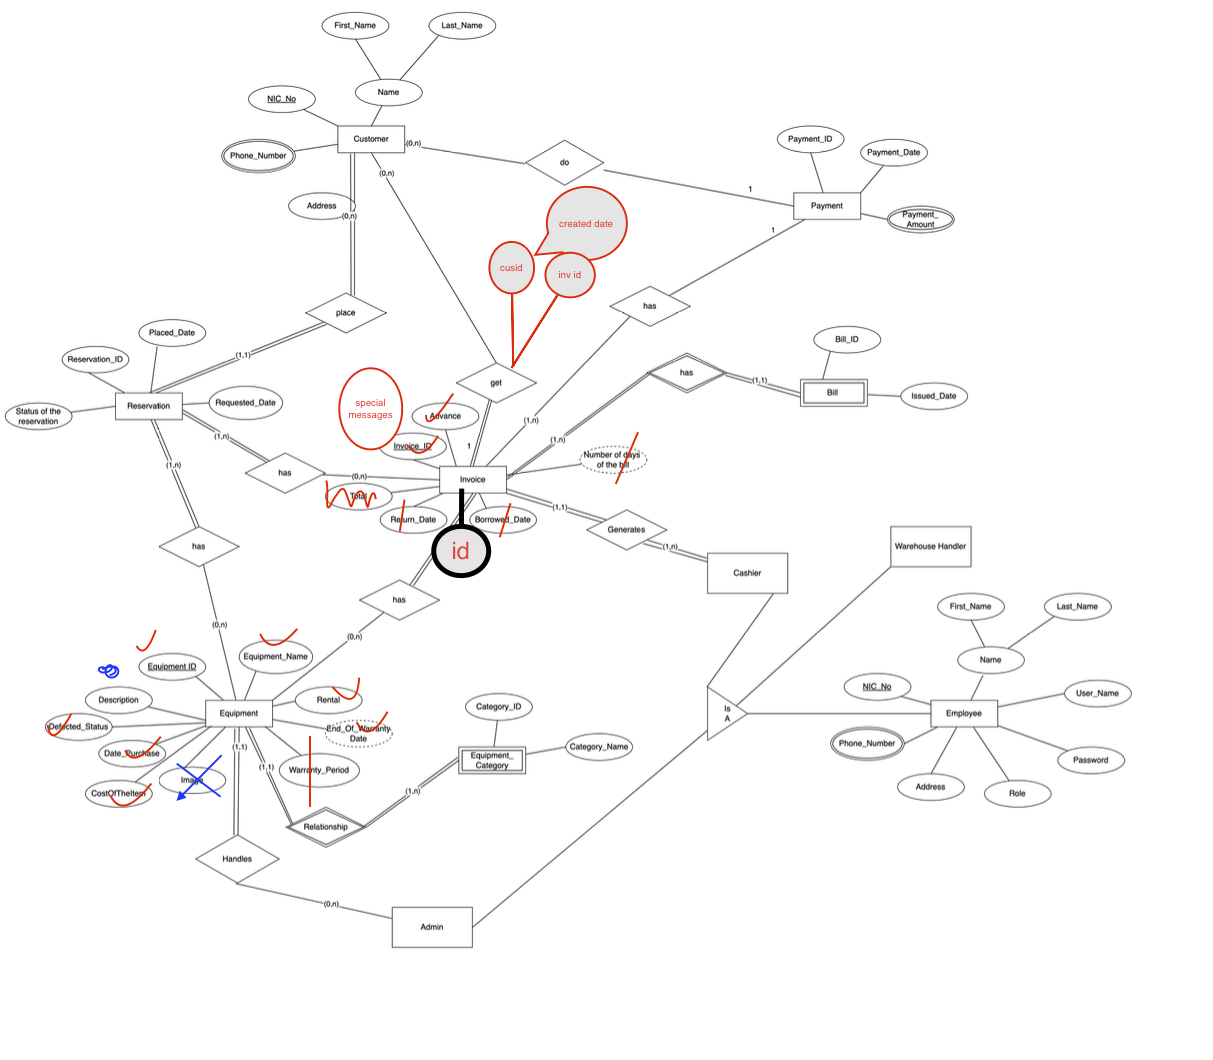 First_Name
Last_Name
Name
NIC_No
Customer
Phone_Number
(0,n)
(0,n)
Address
(0,n)
do
1
Payment_ID
Payment_Date
Payment
Payment_
Amount
1
created date
cusid
inv id
has
place
Placed_Date
Reservation_ID
(1,1)
Reservation
Requested_Date
Status of the
reservation
(1,n)
(1,n)
has
(0,n)
get
special
messages
Advance
Invoice_ID
1
(1,n)
(1,n)
has
(1,1)
Bill_ID
Bill
Issued_Date
Number of days
of the bill
Invoice
Total
Return_Date
Borrowed_Date
(1,1)
Generates
(1,n)
Cashier
Warehouse Handler
id
has
has
(0,n)
(0,n)
Equipment ID
Equipment_Name
Description
Rental
Defected_Status
Equipment
End_Of_Warranty
Date
Date_Purchase
(1,1)
(1,1)
Warranty_Period
Image
CostOfTheItem
Category_ID
Equipment_
Category
Category_Name
(1,n)
Relationship
Handles
(0,n)
Admin
Is
A
First_Name
Last_Name
Name
NIC_No
User_Name
Employee
Phone_Number
Password
Address
Role